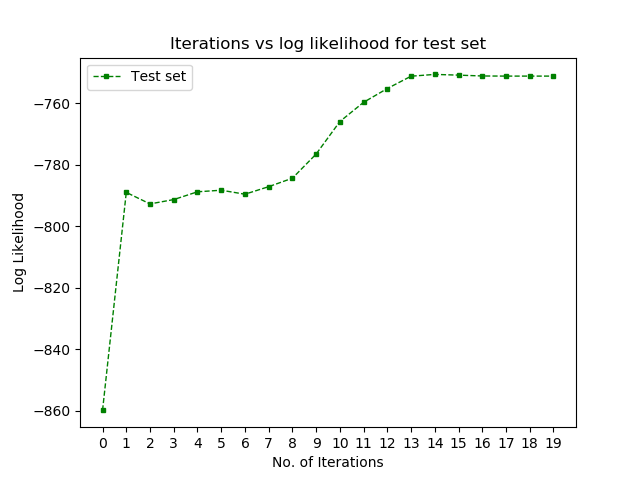 Iterations vs log likelihood for test set
Test set
Log Likelihood
−760
−780
−800
−820
−840
−860
0 1 2 3 4 5 6 7 8 9 10 11 12 13 14 15 16 17 18 19
No. of Iterations